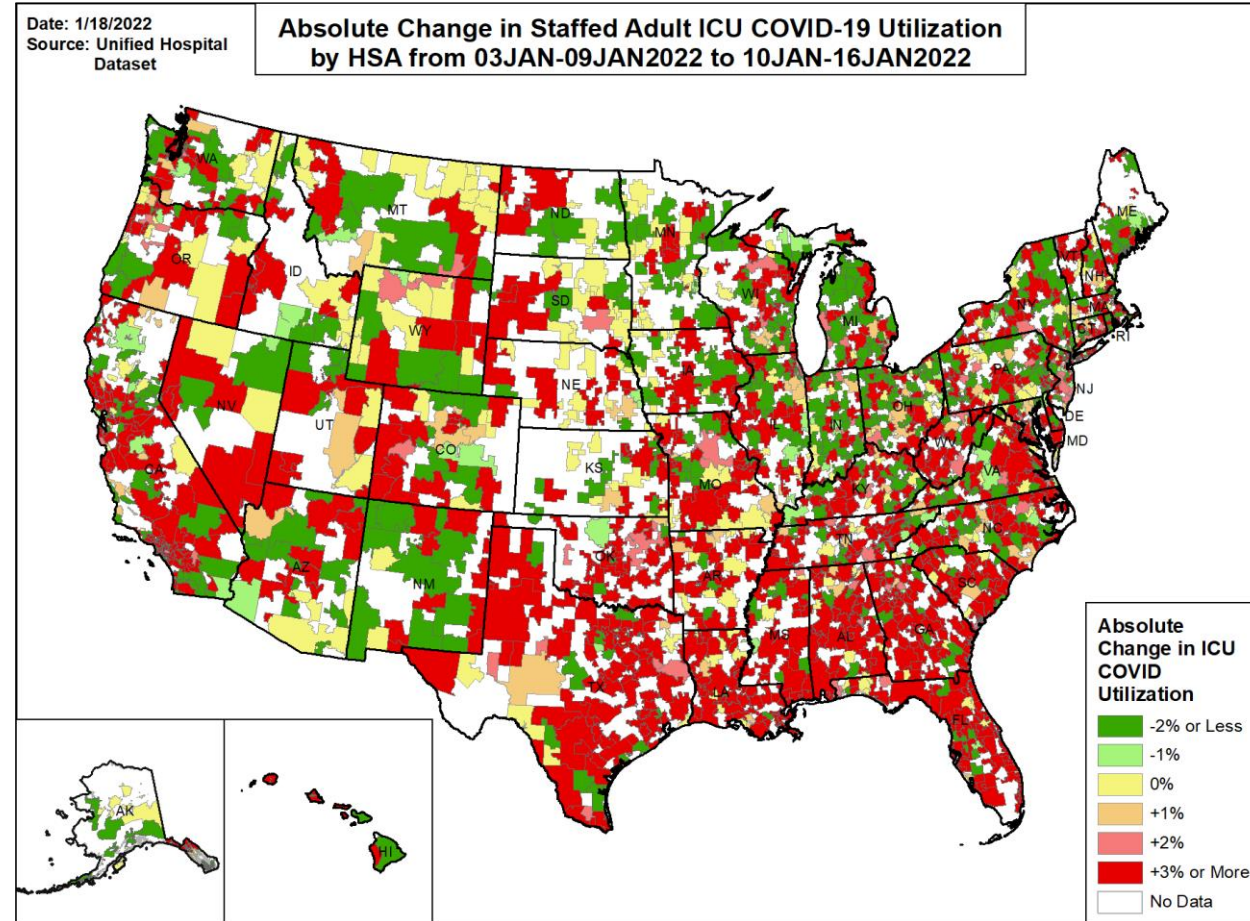 Date: 1/18/2022
Source: Unified Hospital
Dataset
Absolute Change in Staffed Adult ICU COVID-19 Utilization
by HSA from 03JAN-09JAN2022 to 10JAN-16JAN2022
WA
MT
ND
MN
ME
OR
ID
SD
WI
VT
NH
WY
MI
NY
MA
CT
RI
NV
NE
IA
PA
NJ
UT
CO
IL
IN
OH
DE
MD
CA
KS
MO
WV
VA
KY
AZ
NM
OK
AR
TN
NC
SC
MS
AL
GA
TX
LA
FL
AK
HI
Absolute
Change in ICU
COVID
Utilization
-2% or Less
-1%
0%
+1%
+2%
+3% or More
No Data